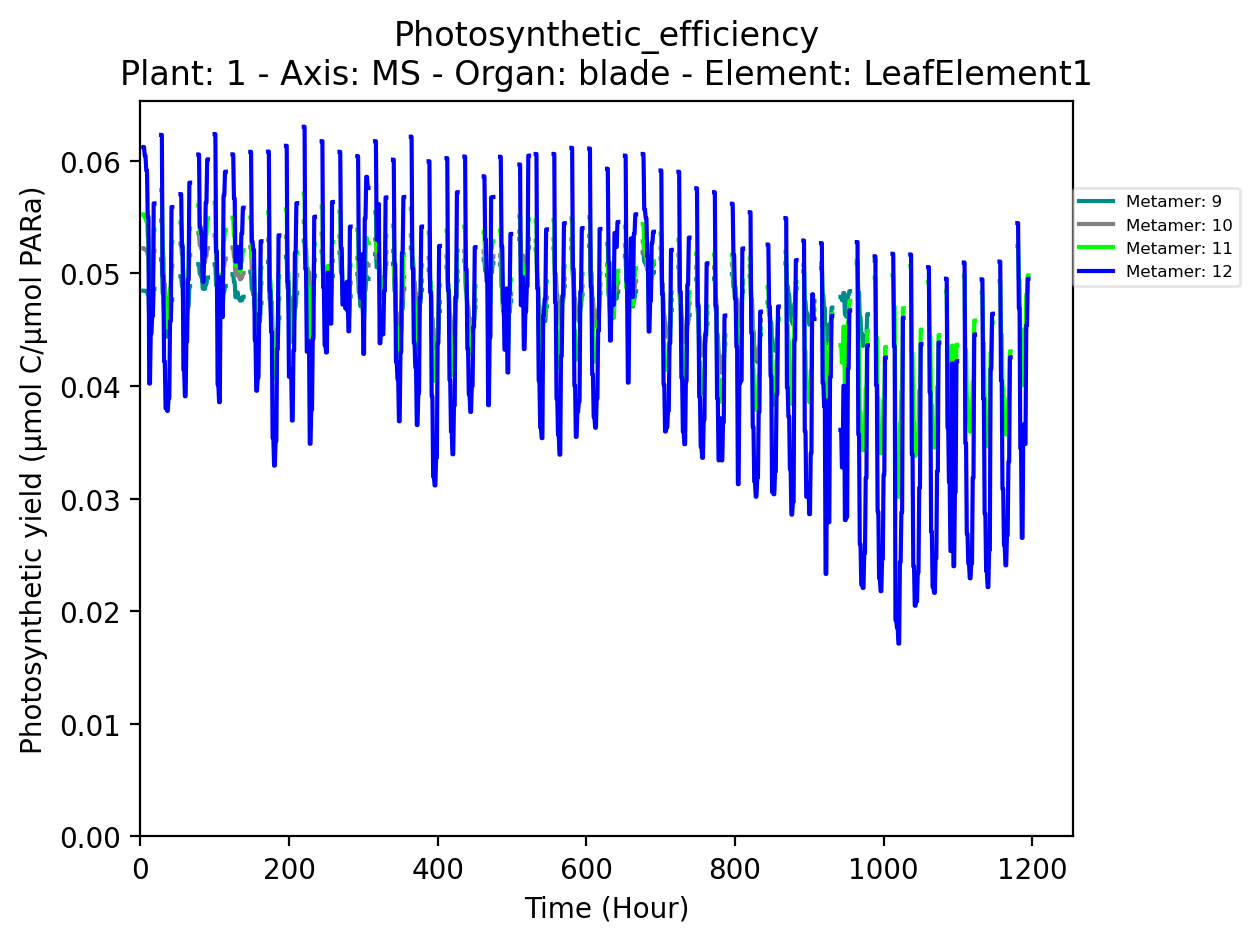 Photosynthetic_efficiency
Plant: 1 - Axis: MS - Organ: blade - Element: LeafElement1
Photosynthetic yield (µmol C/µmol PARa)
0.06
0.05
0.04
0.03
0.02
0.01
0.00
0 200 400 600 800 1000 1200
Time (Hour)
Metamer: 9
Metamer: 10
Metamer: 11
Metamer: 12